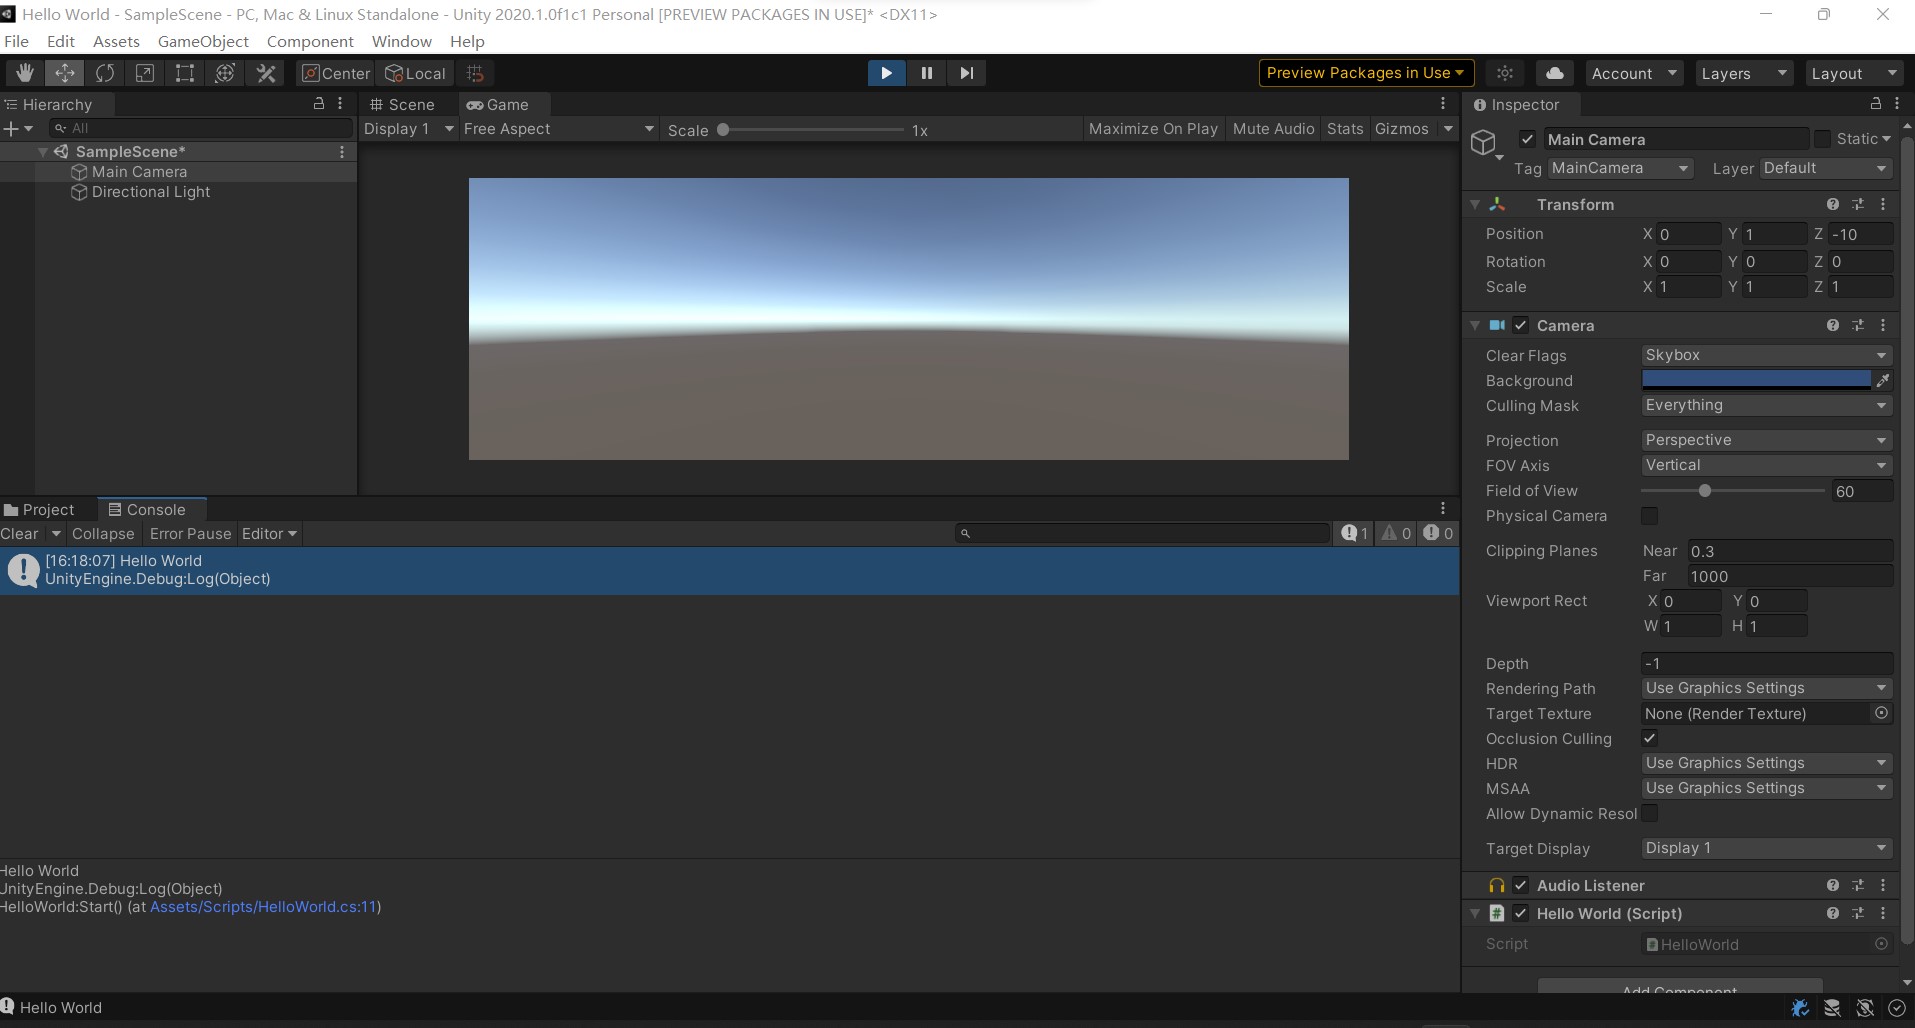 Hello World - SampleScene - PC, Mac & Linux Standalone - Unity 2020.1.0f1c1 Personal [PREVIEW PACKAGES IN USE]* <DX11>
File Edit Assets GameObject Component Window Help
Center Local Preview Packages in Use Account Layers Layout
Hierarchy
All
SampleScene*
Main Camera
Directional Light
Scene Game
Display 1 Free Aspect Scale 1x Maximize On Play Mute Audio Stats Gizmos
Project Console
Clear Collapse Error Pause Editor 1 0 0
[16:18:07] Hello World
UnityEngine.Debug:Log(Object)
Hello World
UnityEngine.Debug:Log(Object)
HelloWorld:Start() (at Assets/Scripts/HelloWorld.cs:11)
Hello World
Inspector
Main Camera Static
Tag MainCamera Layer Default
Transform
Position X 0 Y 1 Z -10
Rotation X 0 Y 0 Z 0
Scale X 1 Y 1 Z 1
Camera
Clear Flags Skybox
Background
Culling Mask Everything
Projection Perspective
FOV Axis Vertical
Field of View 60
Physical Camera
Clipping Planes Near 0.3
Far 1000
Viewport Rect X 0 Y 0
W 1 H 1
Depth -1
Rendering Path Use Graphics Settings
Target Texture None (Render Texture)
Occlusion Culling
HDR Use Graphics Settings
MSAA Use Graphics Settings
Allow Dynamic Resol
Target Display Display 1
Audio Listener
# Hello World (Script)
Script # HelloWorld
Add Component